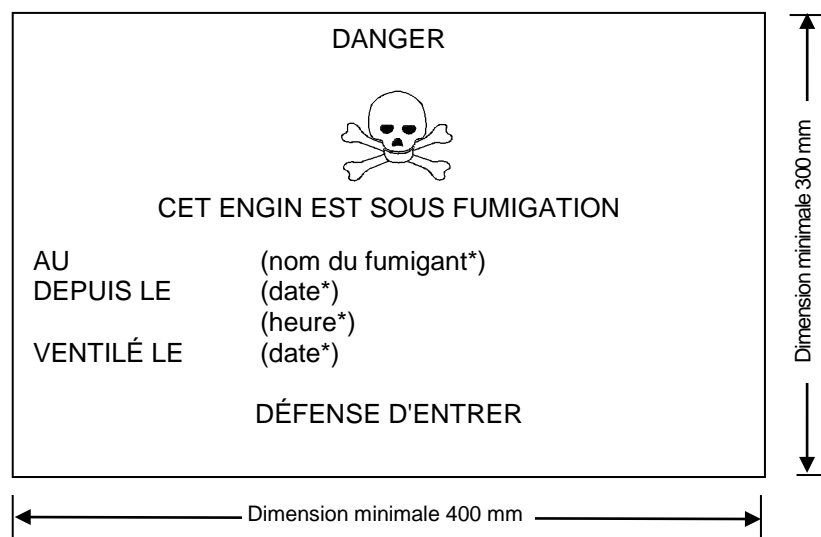 DANGER
CET ENGIN EST SOUS FUMIGATION
AU (nom du fumigant*)
DEPUIS LE (date*)
(heure*)
VENTILÉ LE (date*)
DÉFENSE D'ENTRER
Dimension minimale 300 mm
Dimension minimale 400 mm